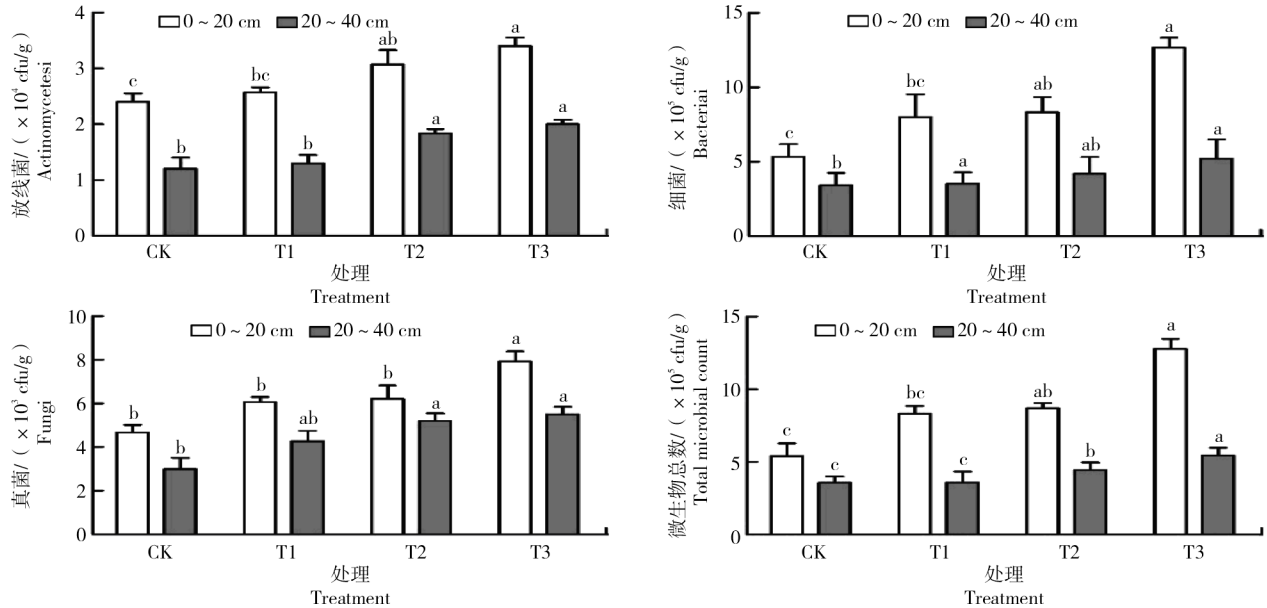 放线菌/（×10⁴ cfu/g）
Actinomycetesi
4
3
2
1
0
0～20 cm
20～40 cm
c
b
bc
b
ab
a
a
a
CK
T1
T2
T3
处理
Treatment
细菌/（×10⁵ cfu/g）
Bacteriai
15
10
5
0
0～20 cm
20～40 cm
c
b
bc
a
ab
ab
a
a
CK
T1
T2
T3
处理
Treatment
真菌/（×10³ cfu/g）
Fungi
10
8
6
4
2
0
0～20 cm
20～40 cm
b
b
b
ab
b
a
a
a
CK
T1
T2
T3
处理
Treatment
微生物总数/（×10⁵ cfu/g）
Total microbial count
15
10
5
0
0～20 cm
20～40 cm
c
c
bc
c
ab
b
a
a
CK
T1
T2
T3
处理
Treatment